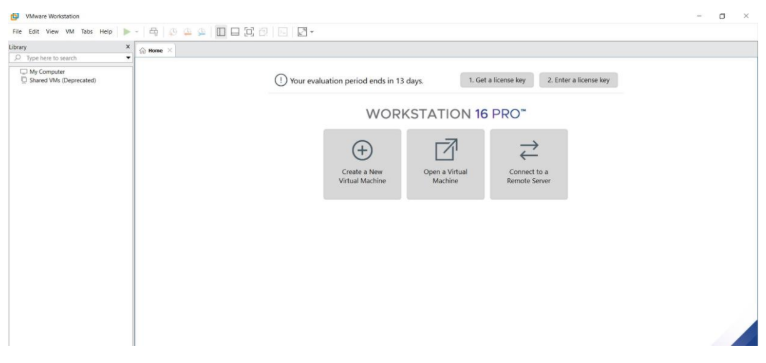 VMware Workstation
File Edit View VM Tabs Help
Library
Type here to search
My Computer
Shared VMs (Deprecated)
Home
Your evaluation period ends in 13 days.
1. Get a license key
2. Enter a license key
WORKSTATION 16 PRO™
Create a New
Virtual Machine
Open a Virtual
Machine
Connect to a
Remote Server